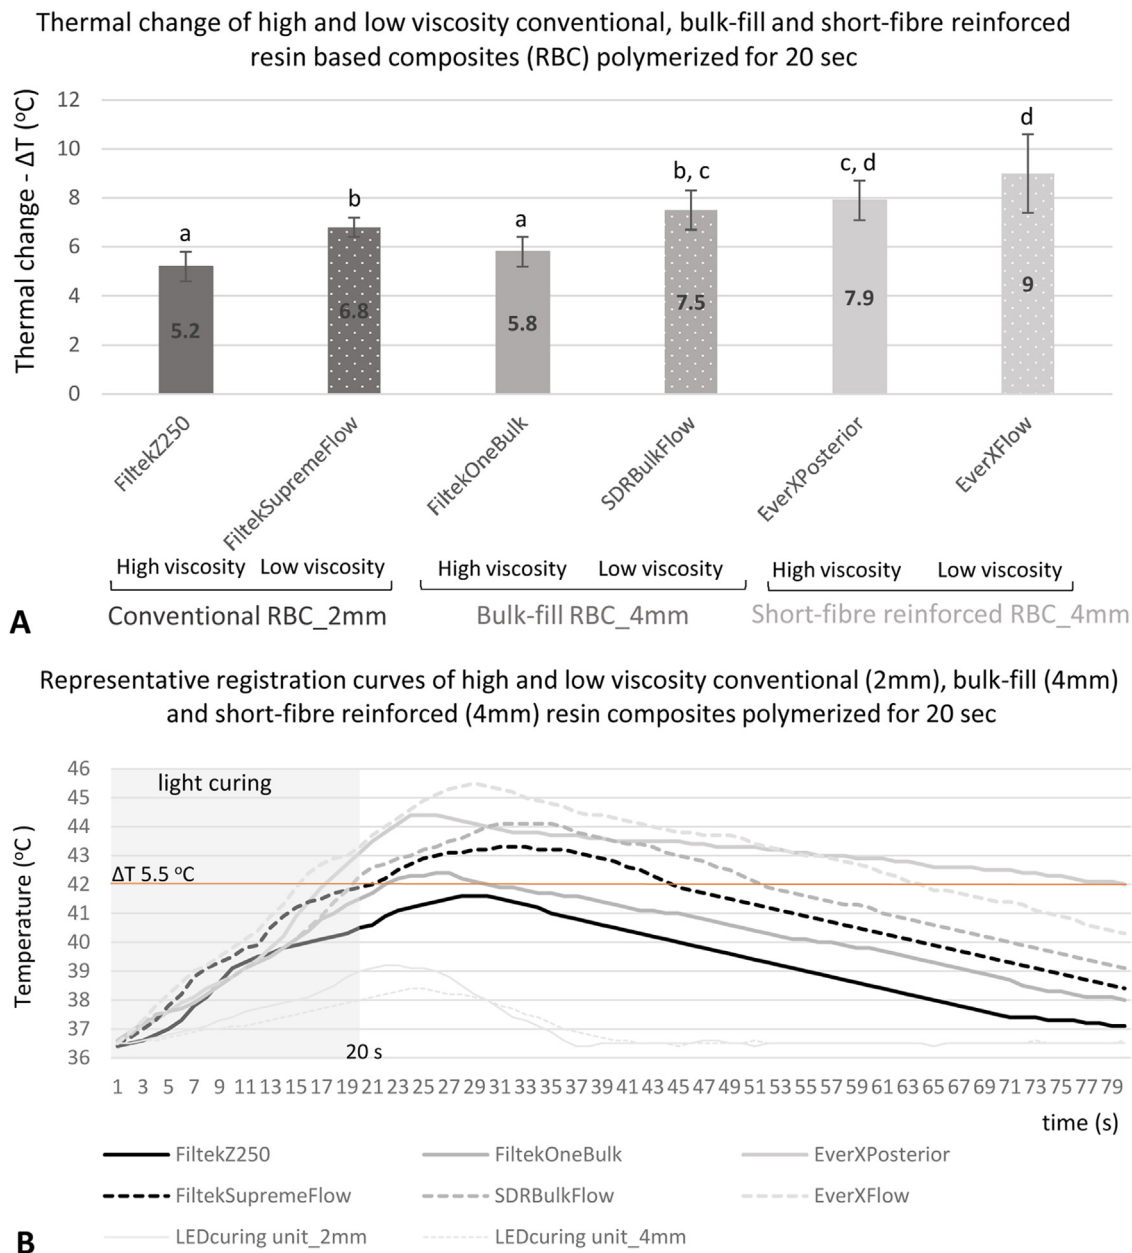 Thermal change of high and low viscosity conventional, bulk-fill and short-fibre reinforced
resin based composites (RBC) polymerized for 20 sec
Thermal change - ΔT (°C)
12
10
8
6
4
2
0
a
b
a
b, c
c, d
d
5.2
6.8
5.8
7.5
7.9
9
FiltekZ250
FiltekSupremeFlow
FiltekOneBulk
SDRBulkFlow
EverXPosterior
EverXFlow
High viscosity Low viscosity High viscosity Low viscosity High viscosity Low viscosity
Conventional RBC_2mm Bulk-fill RBC_4mm Short-fibre reinforced RBC_4mm
A
Representative registration curves of high and low viscosity conventional (2mm), bulk-fill (4mm)
and short-fibre reinforced (4mm) resin composites polymerized for 20 sec
Temperature (°C )
46
45
44
43
42
41
40
39
38
37
36
light curing
ΔT 5.5 °C
20 s
1 3 5 7 9 11 13 15 17 19 21 23 25 27 29 31 33 35 37 39 41 43 45 47 49 51 53 55 57 59 61 63 65 67 69 71 73 75 77 79
time (s)
FiltekZ250 FiltekOneBulk EverXPosterior
FiltekSupremeFlow SDRBulkFlow EverXFlow
LEDcuring unit_2mm LEDcuring unit_4mm
B